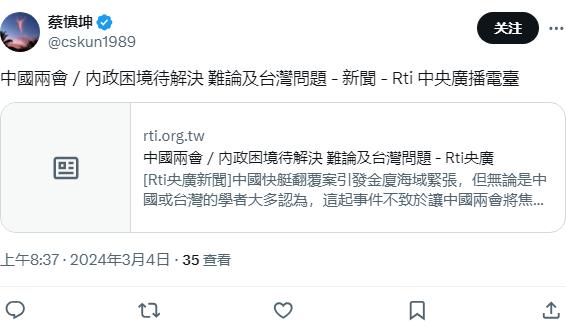 蔡慎坤
@cskun1989
关注
中國兩會 / 內政困境待解決 難論及台灣問題 - 新聞 - Rti 中央廣播電臺
rti.org.tw
中國兩會 / 內政困境待解決 難論及台灣問題 - Rti央廣
[Rti央廣新聞]中國快艇翻覆案引發金廈海域緊張，但無論是中
國或台灣的學者大多認為，這起事件不致於讓中國兩會將焦...
上午8:37 · 2024年3月4日 · 35 查看